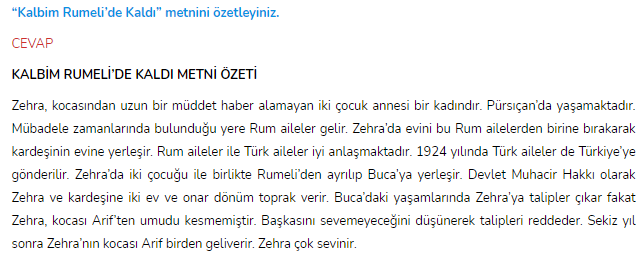 “Kalbim Rumeli’de Kaldı” metnini özetleyiniz.
CEVAP
KALBİM RUMELİ’DE KALDI METNİ ÖZETİ
Zehra, kocasından uzun bir müddet haber alamayan iki çocuk annesi bir kadındır. Pürsıçan’da yaşamaktadır.
Mübadele zamanlarında bulunduğu yere Rum aileler gelir. Zehra’da evini bu Rum ailelerden birine bırakarak
kardeşinin evine yerleşir. Rum aileler ile Türk aileler iyi anlaşmaktadır. 1924 yılında Türk aileler de Türkiye’ye
gönderilir. Zehra’da iki çocuğu ile birlikte Rumeli’den ayrılıp Buca’ya yerleşir. Devlet Muhacir Hakkı olarak
Zehra ve kardeşine iki ev ve onar dönüm toprak verir. Buca’daki yaşamlarında Zehra’ya talipler çıkar fakat
Zehra, kocası Arif’ten umudu kesmemiştir. Başkasını sevemeyeceğini düşünerek talipleri reddeder. Sekiz yıl
sonra Zehra’nın kocası Arif birden geliverir. Zehra çok sevinir.